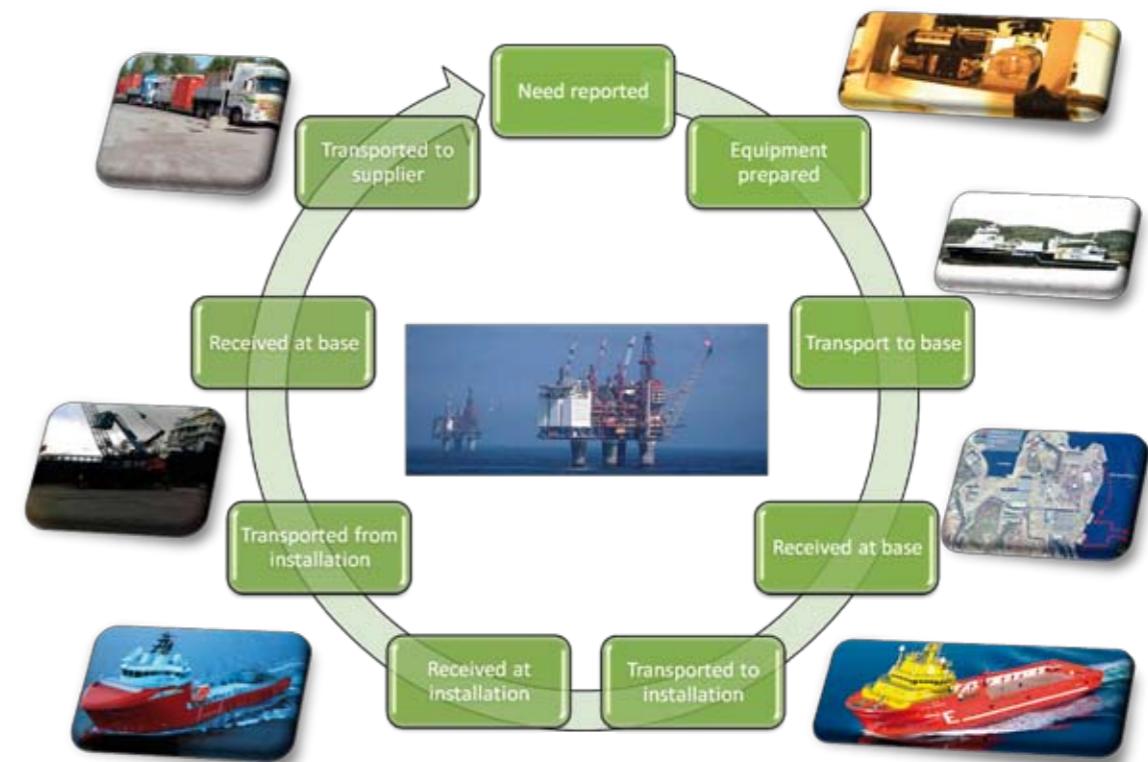 Need reported
Equipment
prepared
Transport to base
Received at base
Transported to
installation
Received at
installation
Transported from
installation
Received at base
Transported to
supplier
E